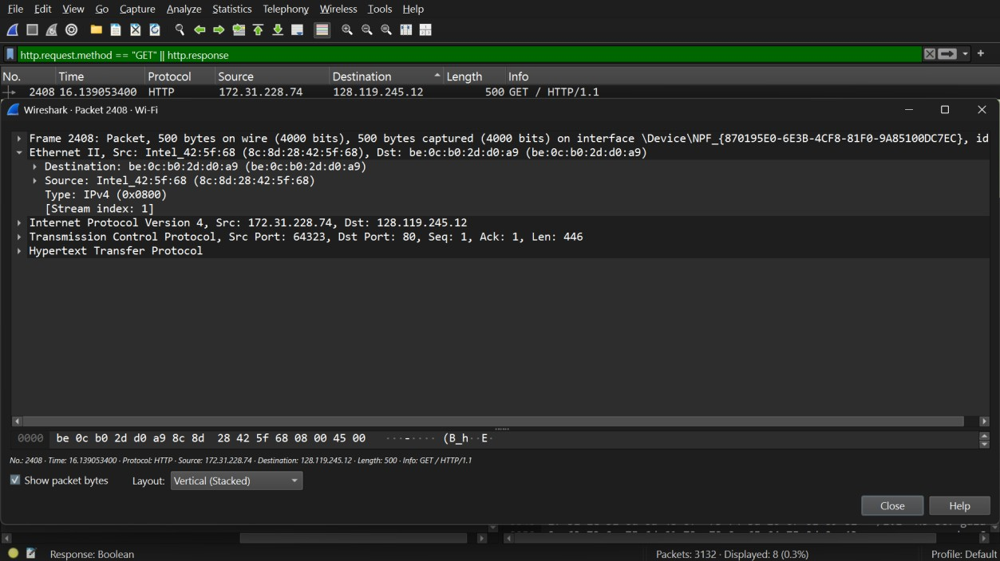 File Edit View Go Capture Analyze Statistics Telephony Wireless Tools Help
http.request.method == "GET" || http.response
No. Time Protocol Source Destination Length Info
2408 16.139053400 HTTP 172.31.228.74 128.119.245.12 500 GET / HTTP/1.1
Wireshark · Packet 2408 · Wi-Fi
Frame 2408: Packet, 500 bytes on wire (4000 bits), 500 bytes captured (4000 bits) on interface \Device\NPF_{870195E0-6E3B-4CF8-81F0-9A85100DC7EC}, id
Ethernet II, Src: Intel_42:5f:68 (8c:8d:28:42:5f:68), Dst: be:0c:b0:2d:d0:a9 (be:0c:b0:2d:d0:a9)
Destination: be:0c:b0:2d:d0:a9 (be:0c:b0:2d:d0:a9)
Source: Intel_42:5f:68 (8c:8d:28:42:5f:68)
Type: IPv4 (0x0800)
[Stream index: 1]
Internet Protocol Version 4, Src: 172.31.228.74, Dst: 128.119.245.12
Transmission Control Protocol, Src Port: 64323, Dst Port: 80, Seq: 1, Ack: 1, Len: 446
Hypertext Transfer Protocol
0000 be 0c b0 2d d0 a9 8c 8d 28 42 5f 68 08 00 45 00 ···-···· (B_h··E·
No.: 2408 · Time: 16.139053400 · Protocol: HTTP · Source: 172.31.228.74 · Destination: 128.119.245.12 · Length: 500 · Info: GET / HTTP/1.1
Show packet bytes Layout: Vertical (Stacked)
Close Help
Response: Boolean Packets: 3132 · Displayed: 8 (0.3%) Profile: Default